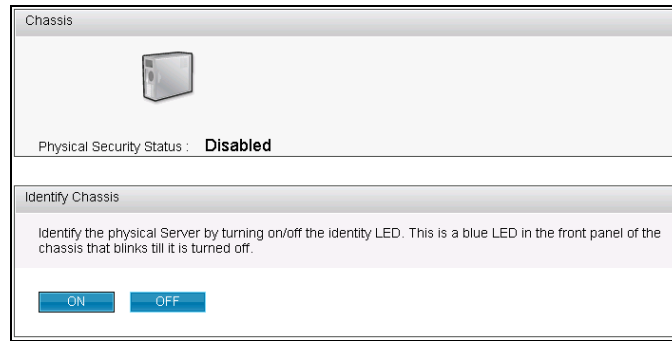 Chassis
Physical Security Status : Disabled
Identify Chassis
Identify the physical Server by turning on/off the identity LED. This is a blue LED in the front panel of the
chassis that blinks till it is turned off.
ON OFF